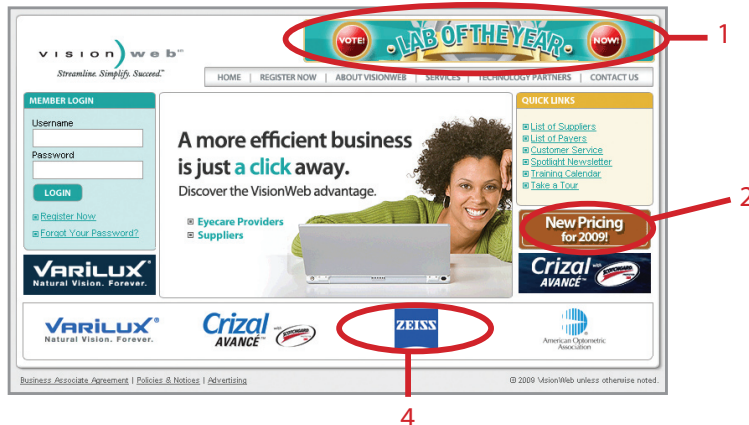 1
VOTE!
LAB OF THE YEAR
NOW!
vision web
Streamline. Simplify. Succeed.
HOME | REGISTER NOW | ABOUT VISIONWEB | SERVICES | TECHNOLOGY PARTNERS | CONTACT US
MEMBER LOGIN
Username
Password
LOGIN
Register Now
Forgot Your Password?
A more efficient business
is just a click away.
Discover the VisionWeb advantage.
Eyecare Providers
Suppliers
QUICK LINKS
List of Suppliers
List of Payers
Customer Service
Spotlight Newsletter
Training Calendar
Take a Tour
2
New Pricing
for 2009!
VARILUX®
Natural Vision. Forever.
Crizal
AVANCÉ™ with
VARILUX®
Natural Vision. Forever.
Crizal
AVANCÉ™ with
ZEISS
American Optometric
Association
Business Associate Agreement | Policies & Notices | Advertising
© 2009 VisionWeb unless otherwise noted.
4